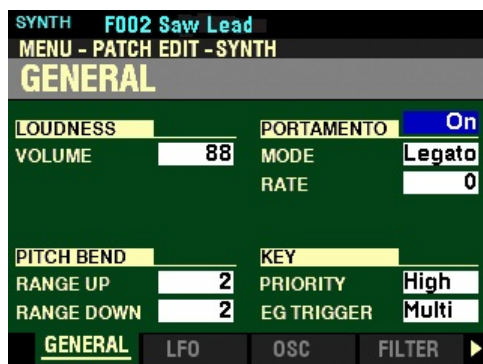 SYNTH F002 Saw Lead
MENU - PATCH EDIT - SYNTH
GENERAL
LOUDNESS
VOLUME 88
PORTAMENTO On
MODE Legato
RATE 0
PITCH BEND
RANGE UP 2
RANGE DOWN 2
KEY
PRIORITY High
EG TRIGGER Multi
GENERAL LFO OSC FILTER